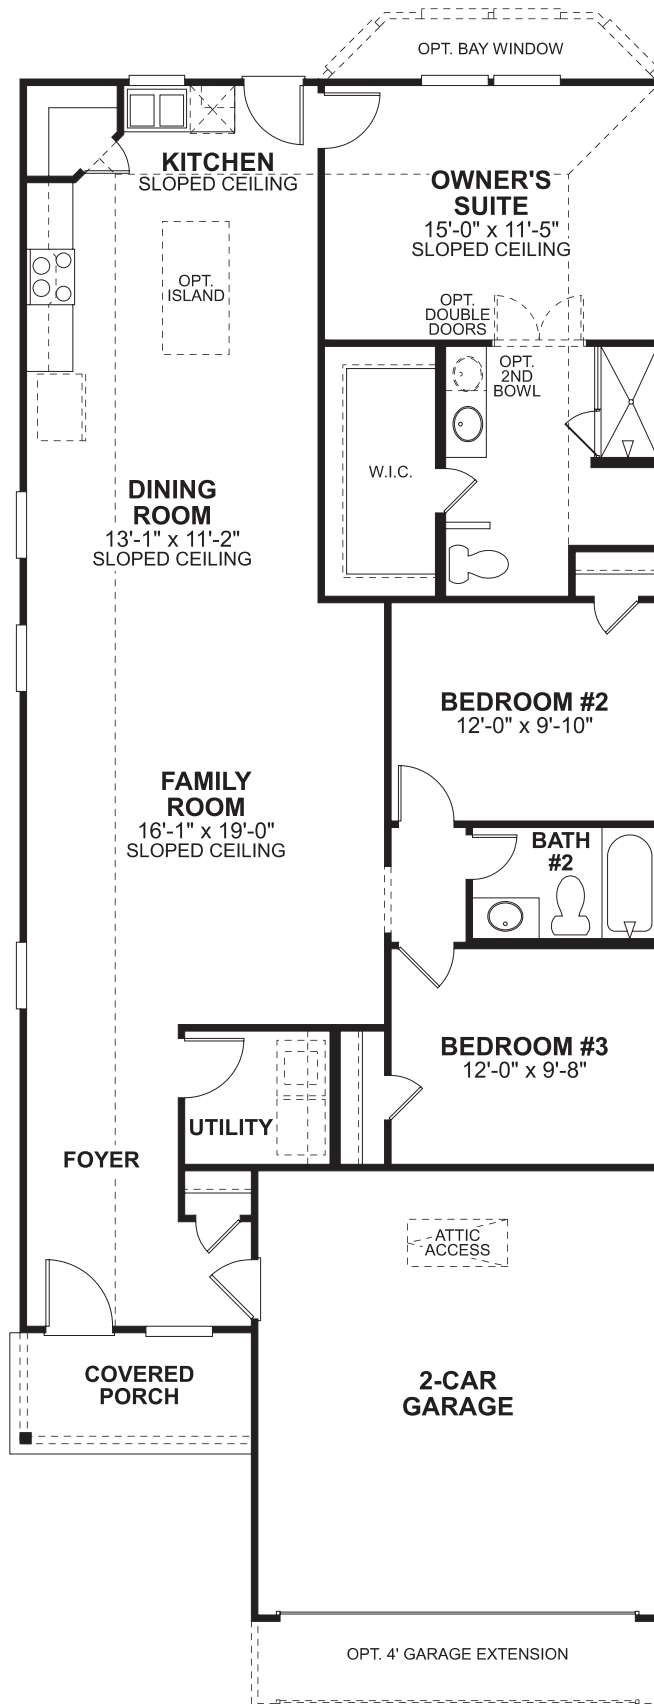 OPT. BAY WINDOW
KITCHEN
SLOPED CEILING
OWNER'S
SUITE
15'-0" x 11'-5"
SLOPED CEILING
OPT.
ISLAND
OPT.
DOUBLE
DOORS
OPT.
2ND
BOWL
W.I.C.
DINING
ROOM
13'-1" x 11'-2"
SLOPED CEILING
BEDROOM #2
12'-0" x 9'-10"
FAMILY
ROOM
16'-1" x 19'-0"
SLOPED CEILING
BATH
#2
BEDROOM #3
12'-0" x 9'-8"
UTILITY
FOYER
ATTIC
ACCESS
COVERED
PORCH
2-CAR
GARAGE
OPT. 4' GARAGE EXTENSION